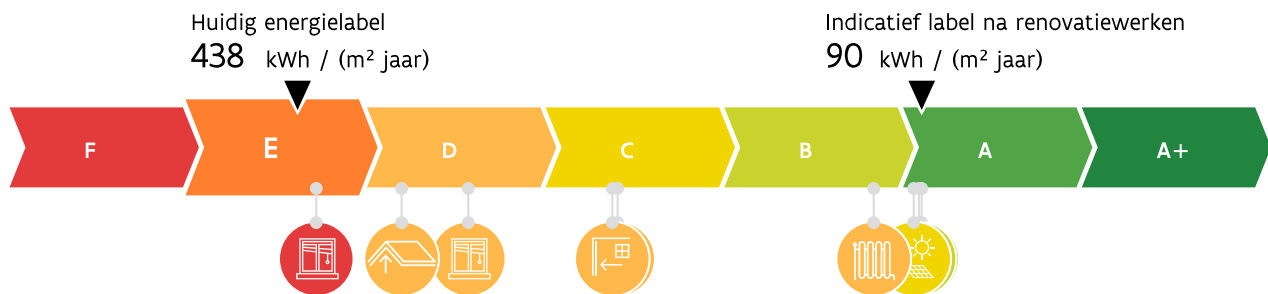 Huidig energielabel
438 kWh / (m² jaar)
Indicatief label na renovatiewerken
90 kWh / (m² jaar)
F
E
D
C
B
A
A+